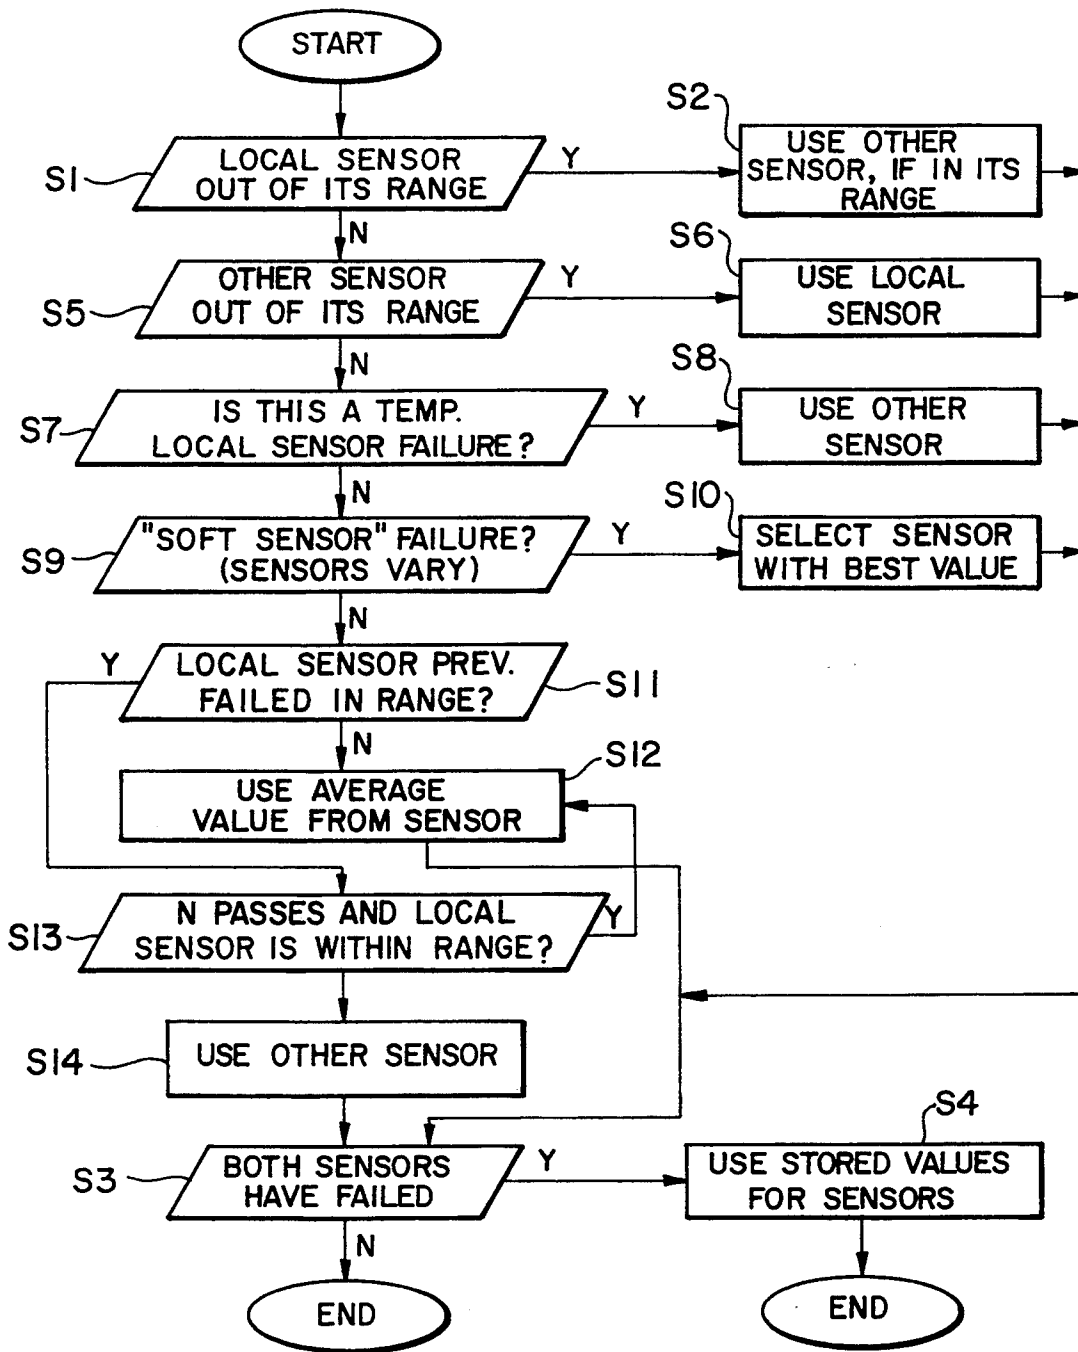 START
S1
LOCAL SENSOR
OUT OF ITS RANGE
Y
S2
USE OTHER
SENSOR, IF IN ITS
RANGE
N
S5
OTHER SENSOR
OUT OF ITS RANGE
Y
S6
USE LOCAL
SENSOR
N
S7
IS THIS A TEMP.
LOCAL SENSOR FAILURE?
Y
S8
USE OTHER
SENSOR
N
S9
"SOFT SENSOR" FAILURE?
(SENSORS VARY)
Y
S10
SELECT SENSOR
WITH BEST VALUE
N
Y
LOCAL SENSOR PREV.
FAILED IN RANGE?
S11
N
S12
USE AVERAGE
VALUE FROM SENSOR
S13
N PASSES AND LOCAL
SENSOR IS WITHIN RANGE?
Y
S14
USE OTHER SENSOR
S3
BOTH SENSORS
HAVE FAILED
Y
S4
USE STORED VALUES
FOR SENSORS
N
END
END